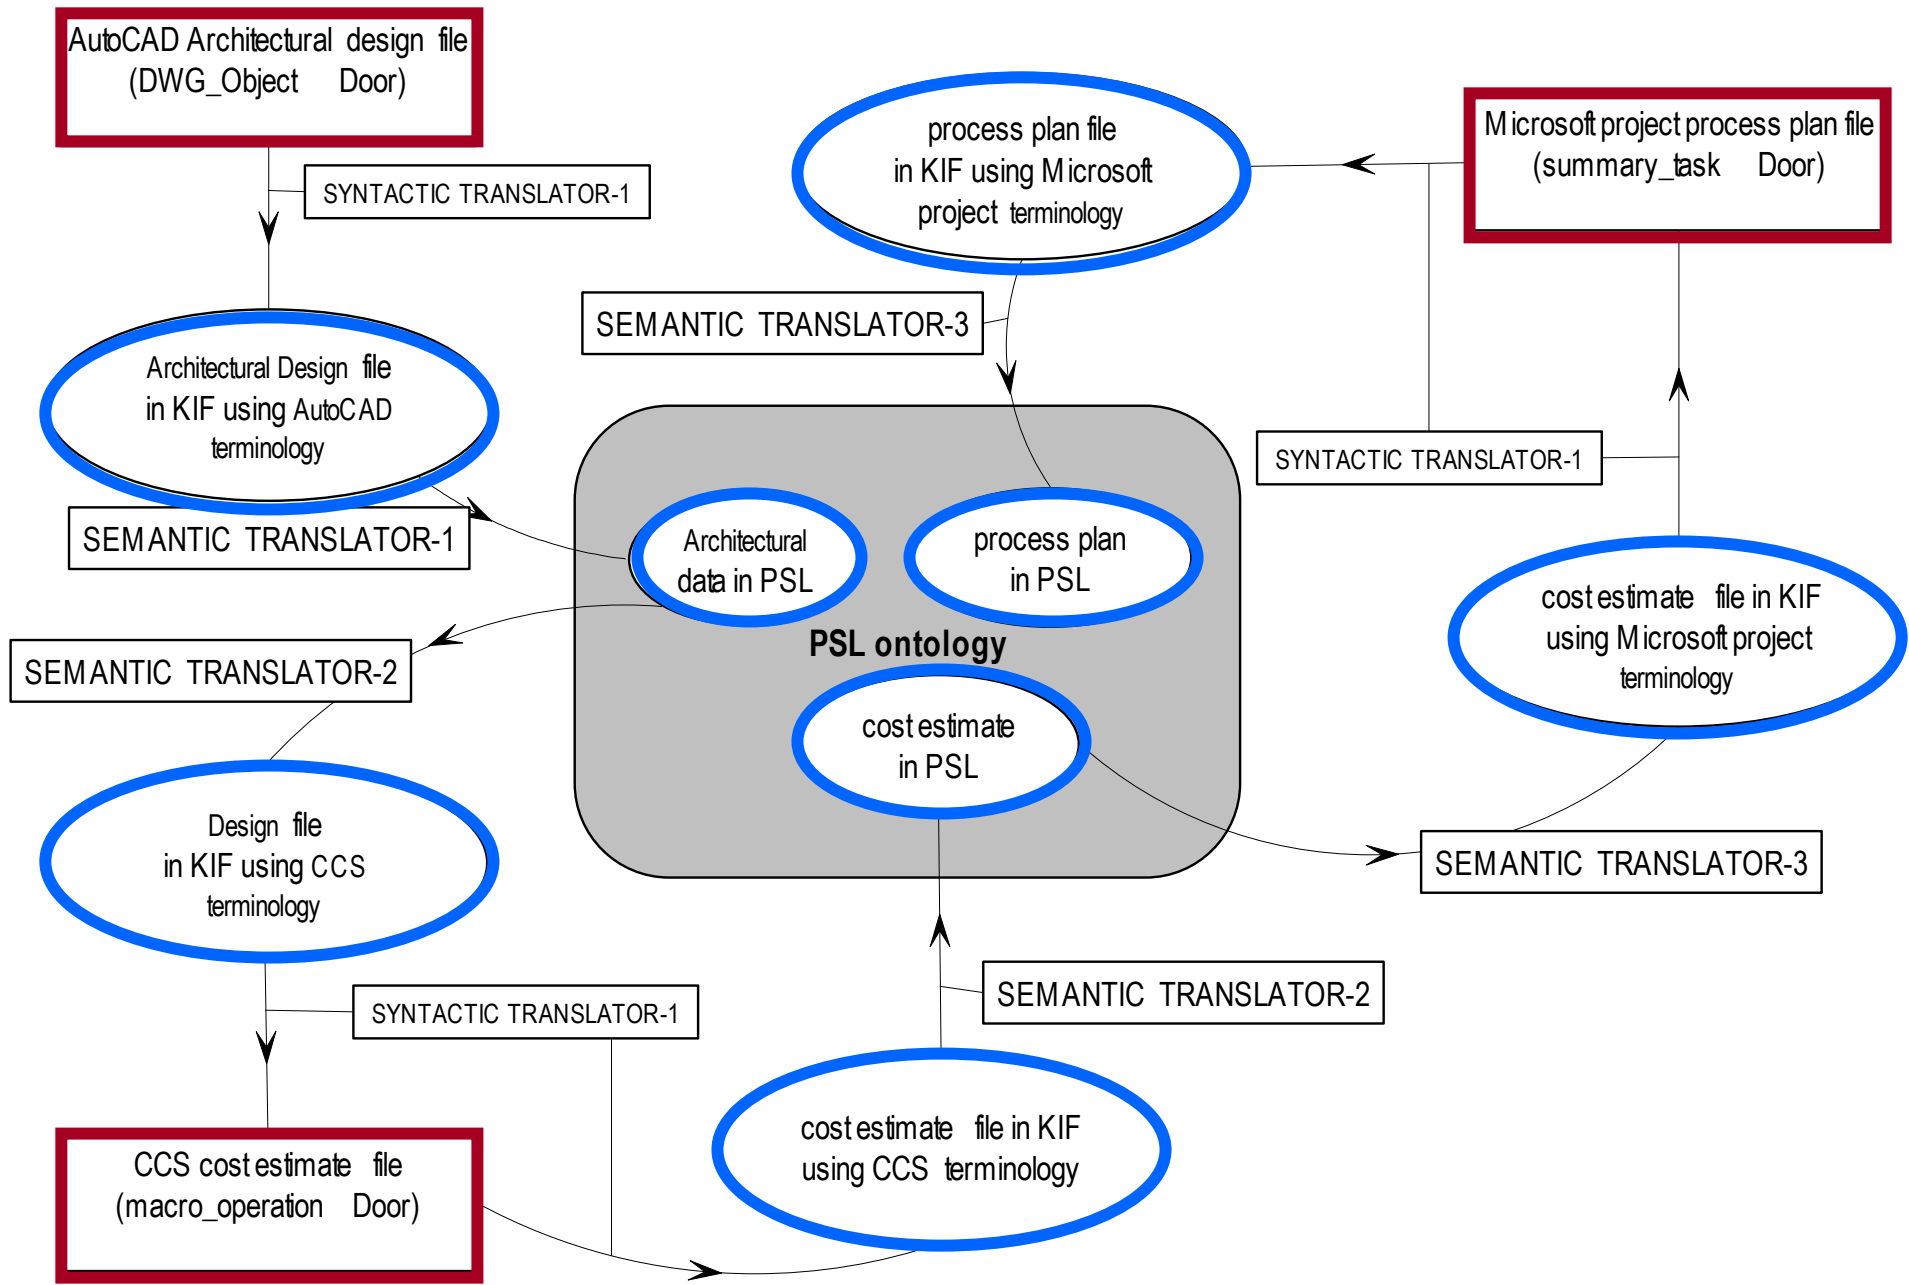 AutoCAD Architectural design file
(DWG_Object Door)
SYNTACTIC TRANSLATOR-1
Architectural Design file
in KIF using AutoCAD
terminology
SEMANTIC TRANSLATOR-1
SEMANTIC TRANSLATOR-2
Design file
in KIF using CCS
terminology
SYNTACTIC TRANSLATOR-1
CCS cost estimate file
(macro_operation Door)
process plan file
in KIF using Microsoft
project terminology
SEMANTIC TRANSLATOR-3
Architectural
data in PSL
process plan
in PSL
PSL ontology
cost estimate
in PSL
SEMANTIC TRANSLATOR-2
cost estimate file in KIF
using CCS terminology
Microsoft project process plan file
(summary_task Door)
SYNTACTIC TRANSLATOR-1
cost estimate file in KIF
using Microsoft project
terminology
SEMANTIC TRANSLATOR-3